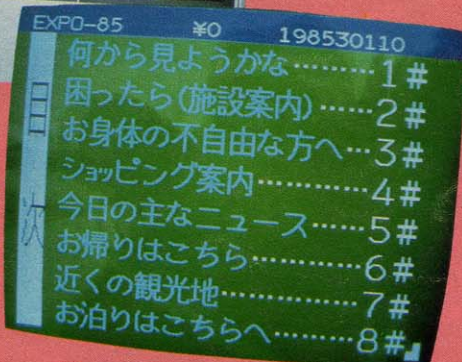 EXPO-85 ¥0 198530110
目次
何から見ようかな………1#
困ったら(施設案内)……2#
お身体の不自由な方へ…3#
ショッピング案内…………4#
今日の主なニュース……5#
お帰りはこちら……………6#
近くの観光地………………7#
お泊りはこちらへ………8#